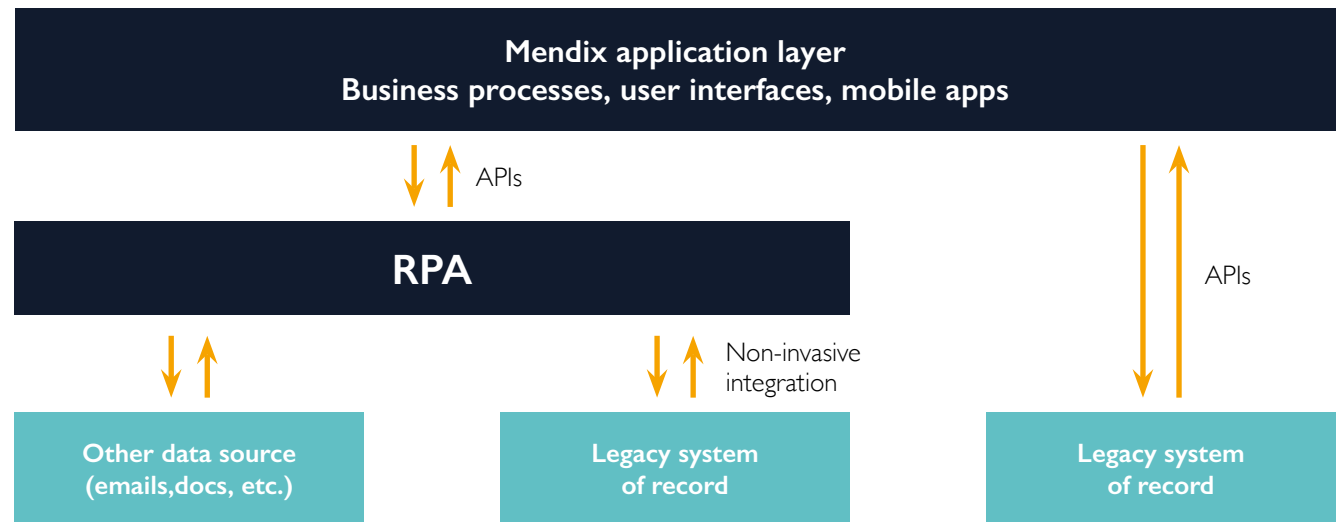 Mendix application layer
Business processes, user interfaces, mobile apps
APIs
RPA
APIs
Non-invasive
integration
Other data source
(emails,docs, etc.)
Legacy system
of record
Legacy system
of record